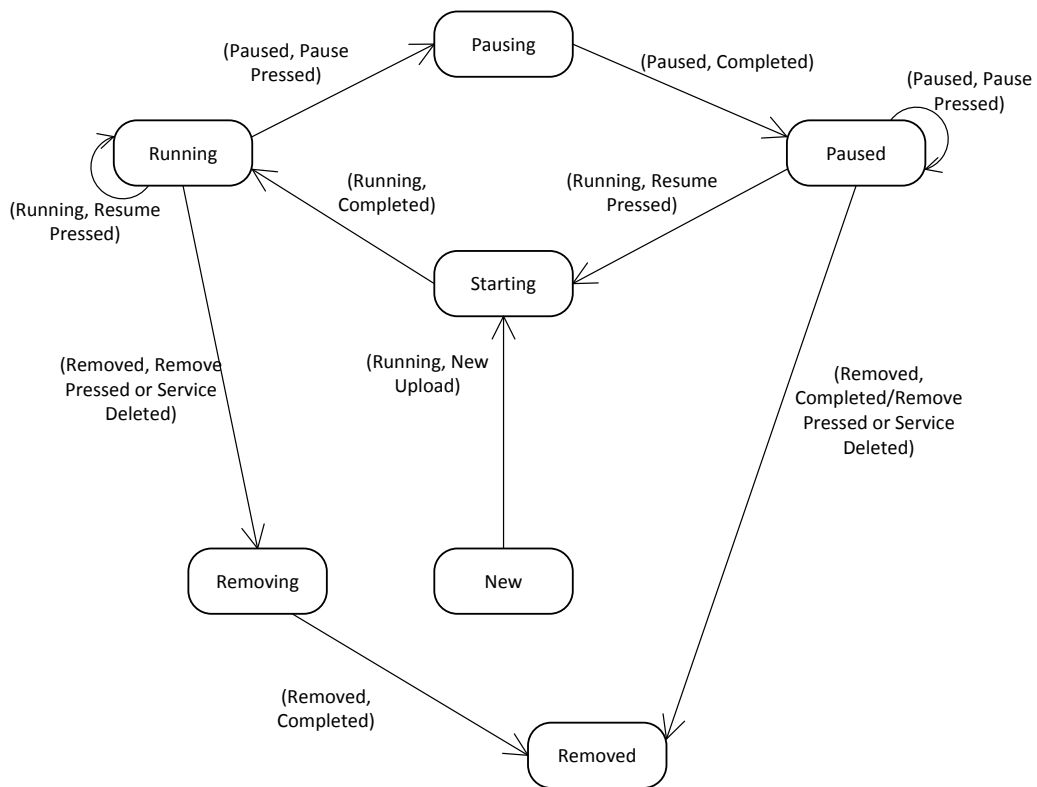 Pausing
(Paused, Pause
Pressed)
(Paused, Completed)
(Paused, Pause
Pressed)
Running
Paused
(Running,
Completed)
(Running, Resume
Pressed)
(Running, Resume
Pressed)
Starting
(Removed, Remove
Pressed or Service
Deleted)
(Running, New
Upload)
(Removed,
Completed/Remove
Pressed or Service
Deleted)
Removing
New
(Removed,
Completed)
Removed